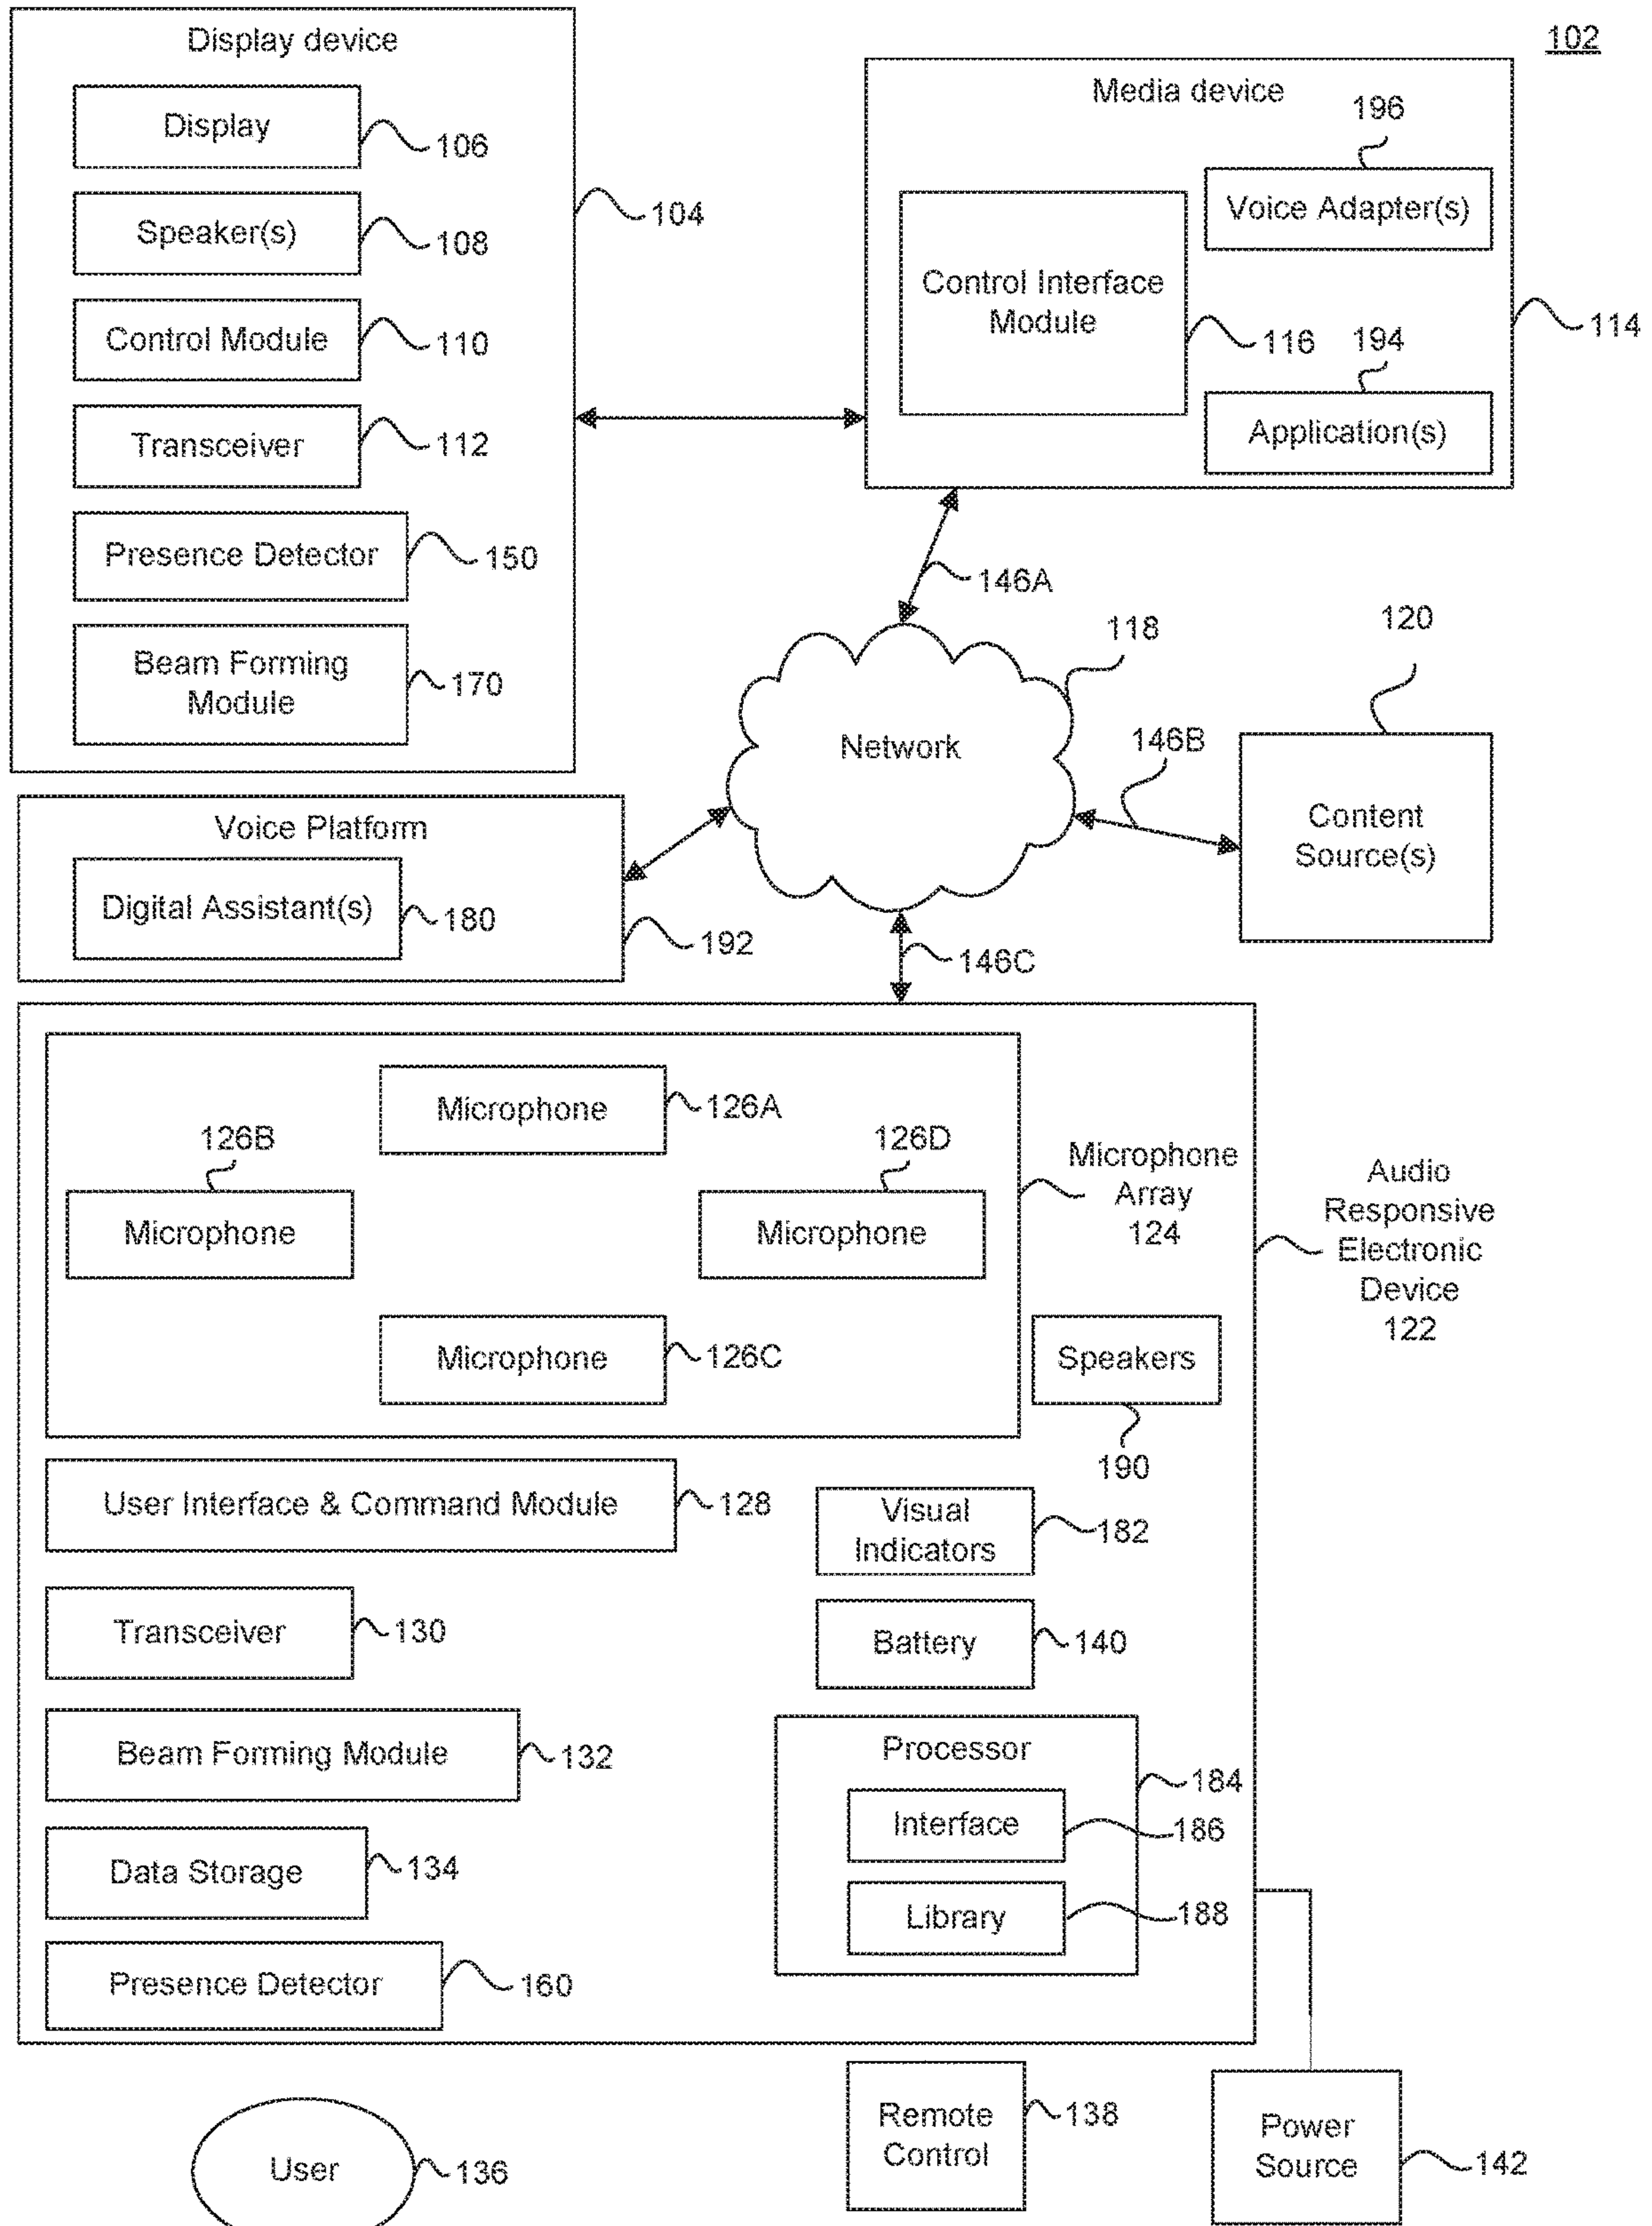 102
Display device
Display
106
Speaker(s)
108
104
Control Module
110
Transceiver
112
Presence Detector
150
Beam Forming
Module
170
Media device
196
Voice Adapter(s)
Control Interface
Module
116
194
Application(s)
114
146A
118
Network
120
146B
Content
Source(s)
Voice Platform
Digital Assistant(s)
180
192
146C
Microphone
126A
126B
Microphone
126D
Microphone
Microphone
126C
Microphone
Array
124
Audio
Responsive
Electronic
Device
122
Speakers
190
User Interface & Command Module
128
Visual
Indicators
182
Transceiver
130
Battery
140
Beam Forming Module
132
Processor
184
Interface
186
Library
188
Data Storage
134
Presence Detector
160
User
136
Remote
Control
138
Power
Source
142